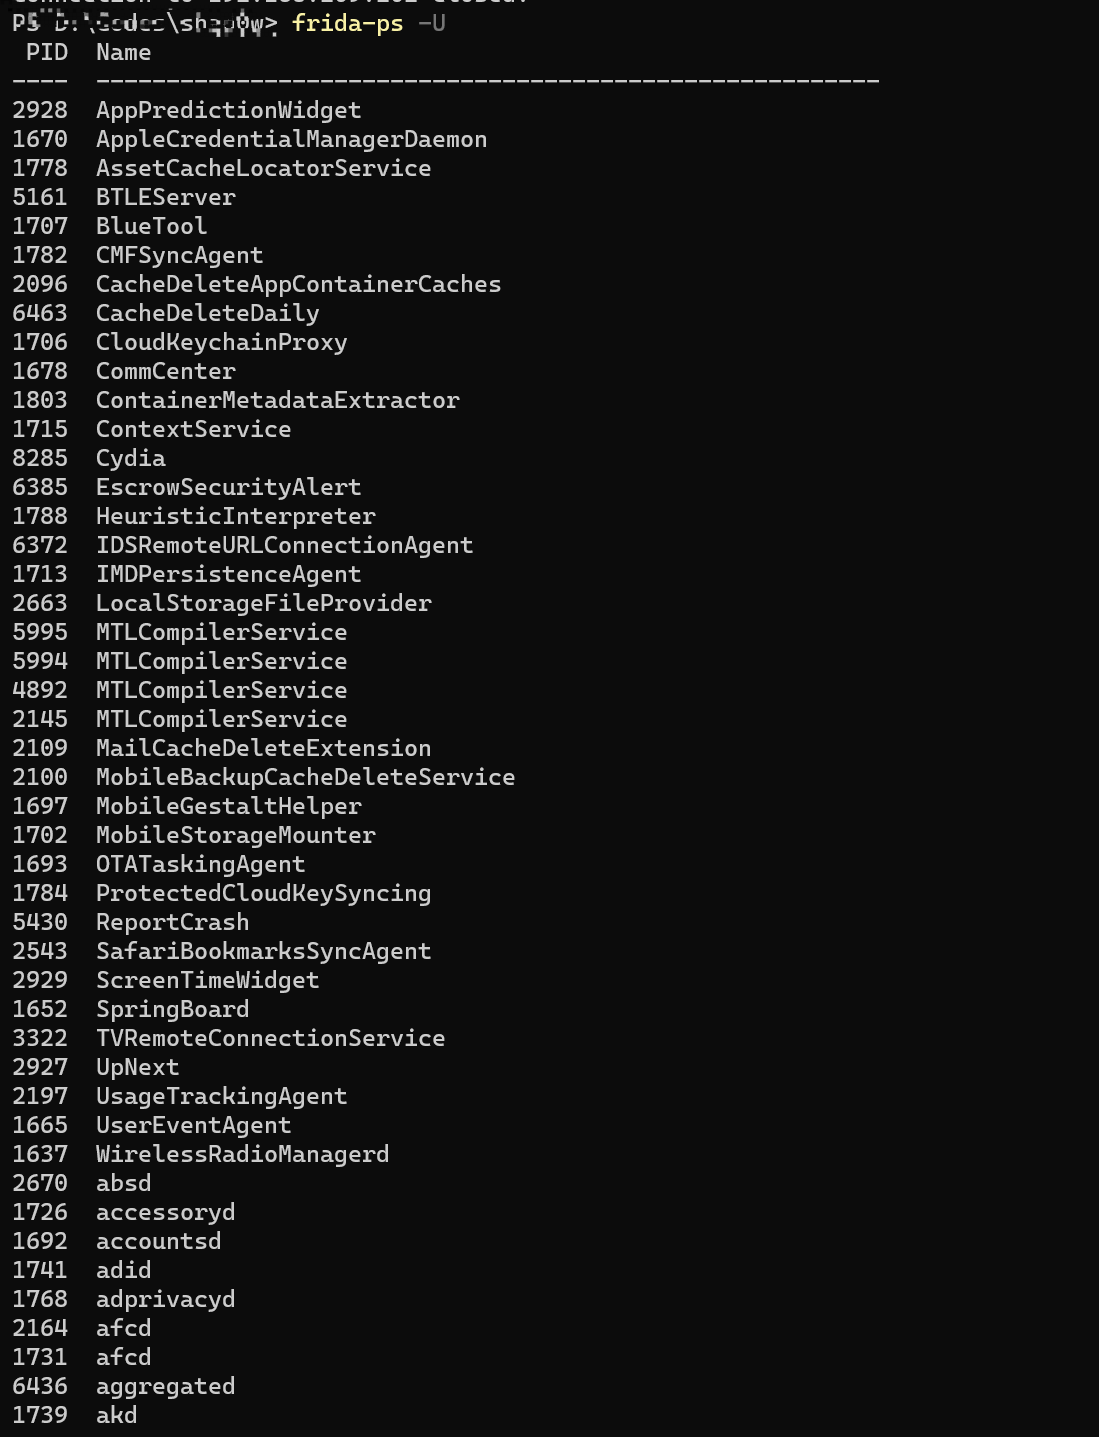 frida-ps -U
PID Name
---- --------------------------------------------------------
2928 AppPredictionWidget
1670 AppleCredentialManagerDaemon
1778 AssetCacheLocatorService
5161 BTLEServer
1707 BlueTool
1782 CMFSyncAgent
2096 CacheDeleteAppContainerCaches
6463 CacheDeleteDaily
1706 CloudKeychainProxy
1678 CommCenter
1803 ContainerMetadataExtractor
1715 ContextService
8285 Cydia
6385 EscrowSecurityAlert
1788 HeuristicInterpreter
6372 IDSRemoteURLConnectionAgent
1713 IMDPersistenceAgent
2663 LocalStorageFileProvider
5995 MTLCompilerService
5994 MTLCompilerService
4892 MTLCompilerService
2145 MTLCompilerService
2109 MailCacheDeleteExtension
2100 MobileBackupCacheDeleteService
1697 MobileGestaltHelper
1702 MobileStorageMounter
1693 OTATaskingAgent
1784 ProtectedCloudKeySyncing
5430 ReportCrash
2543 SafariBookmarksSyncAgent
2929 ScreenTimeWidget
1652 SpringBoard
3322 TVRemoteConnectionService
2927 UpNext
2197 UsageTrackingAgent
1665 UserEventAgent
1637 WirelessRadioManagerd
2670 absd
1726 accessoryd
1692 accountsd
1741 adid
1768 adprivacyd
2164 afcd
1731 afcd
6436 aggregated
1739 akd